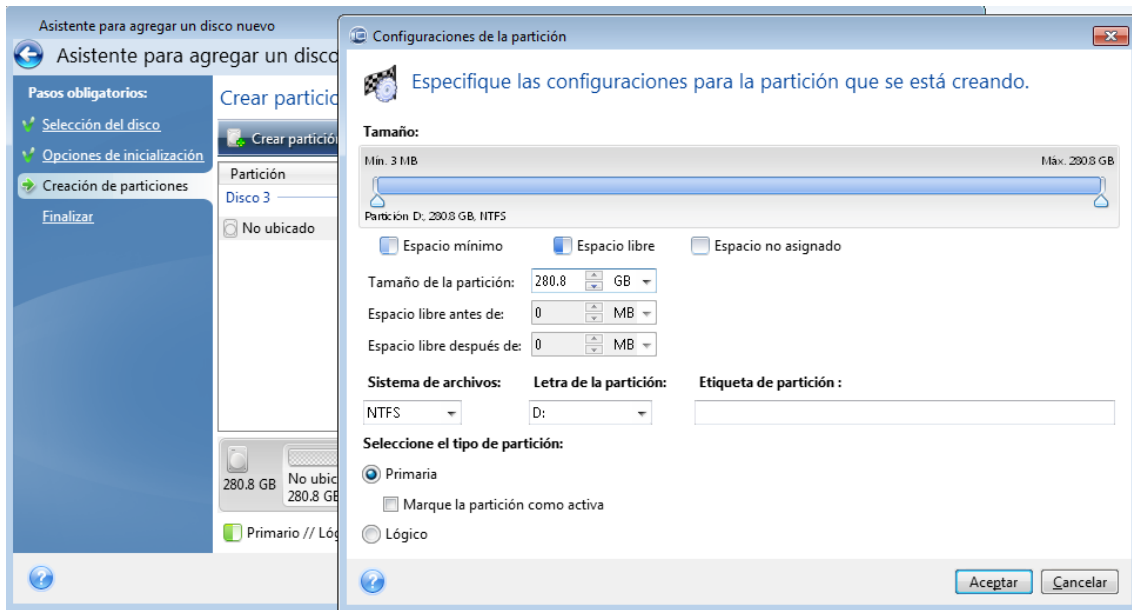 Asistente para agregar un disco nuevo
Asistente para agregar un disco
Pasos obligatorios:
Selección del disco
Opciones de inicialización
Creación de particiones
Finalizar
Crear partició
Partición
Disco 3
No ubicado
280.8 GB
No ubic
280.8 GB
Primario // Lóg
Configuraciones de la partición
Especifique las configuraciones para la partición que se está creando.
Tamaño:
Mín. 3 MB
Máx. 280.8 GB
Partición D:, 280.8 GB, NTFS
Espacio mínimo
Espacio libre
Espacio no asignado
Tamaño de la partición: 280.8 GB
Espacio libre antes de: 0 MB
Espacio libre después de: 0 MB
Sistema de archivos: Letra de la partición: Etiqueta de partición :
NTFS D:
Seleccione el tipo de partición:
Primaria
Marque la partición como activa
Lógico
Aceptar Cancelar